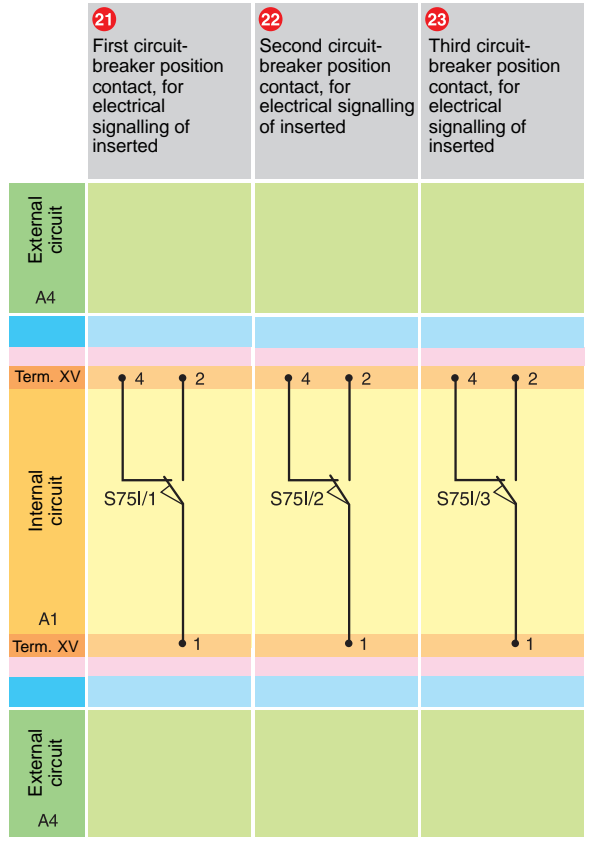 21
First circuit-
breaker position
contact, for
electrical
signalling of
inserted
22
Second circuit-
breaker position
contact, for
electrical signalling
of inserted
23
Third circuit-
breaker position
contact, for
electrical
signalling of
inserted
External
circuit
A4
Term. XV
4 2
4 2
4 2
Internal
circuit
S75I/1
S75I/2
S75I/3
A1
Term. XV
1
1
1
External
circuit
A4